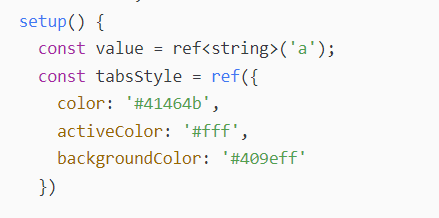 setup() {
  const value = ref<string>('a');
  const tabsStyle = ref({
    color: '#41464b',
    activeColor: '#fff',
    backgroundColor: '#409eff'
  })